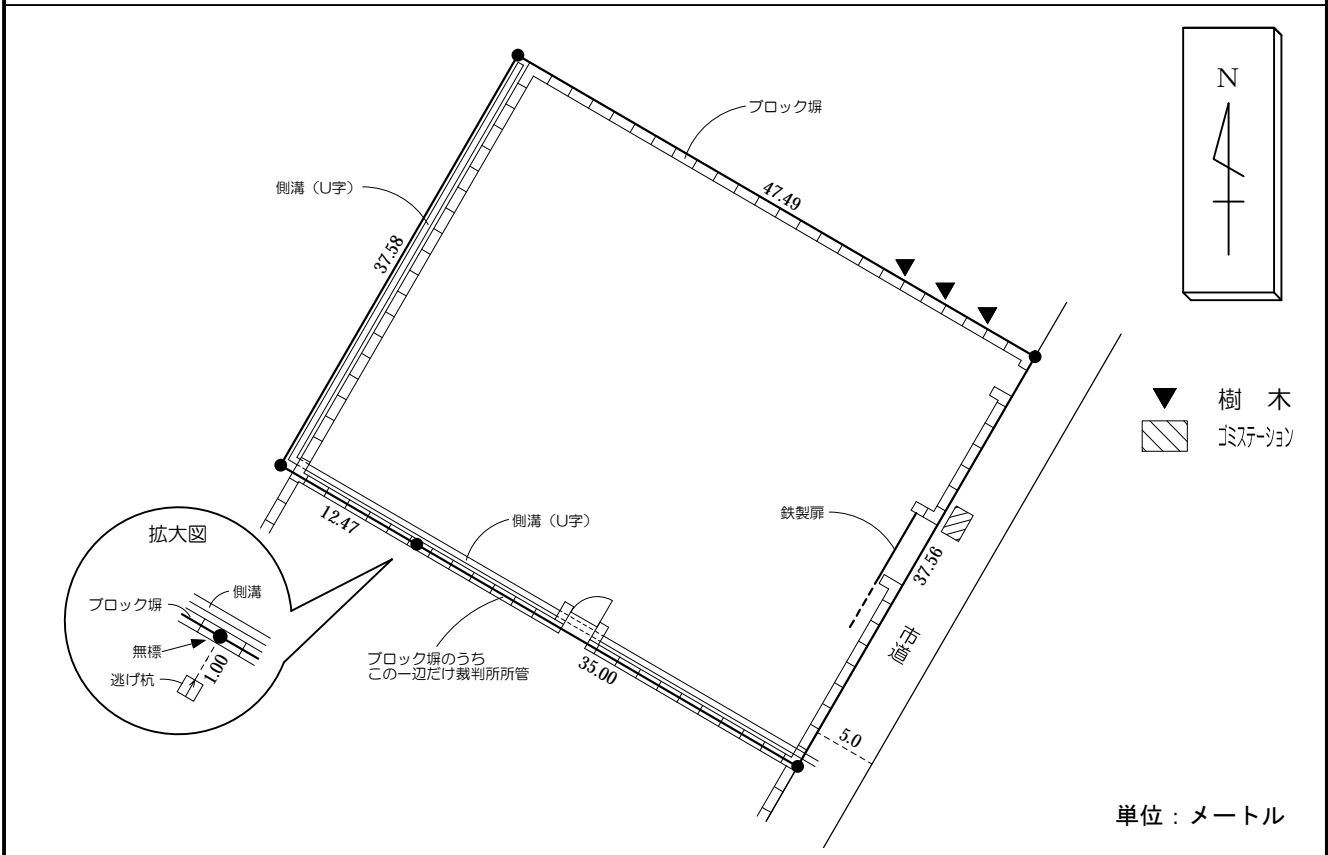 N
ブロック塀
側溝（U字）
47.49
37.58
樹　木
ゴミステーション
鉄製扉
12.47
側溝（U字）
37.56
拡大図
側溝
ブロック塀
無標
逃げ杭
1.00
ブロック塀のうち
この一辺だけ裁判所所管
35.00
市道
5.0
単位：メートル